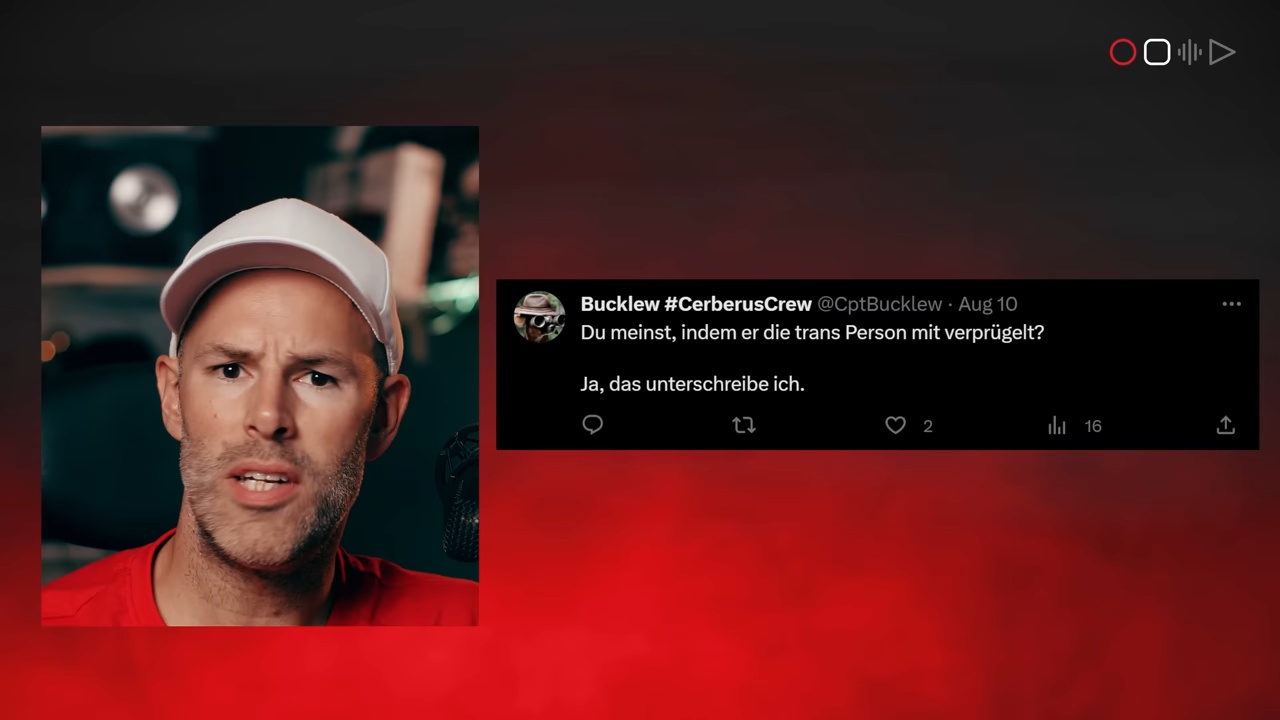 Bucklew #CerberusCrew @CptBucklew · Aug 10
Du meinst, indem er die trans Person mit verprügelt?
Ja, das unterschreibe ich.
2 16